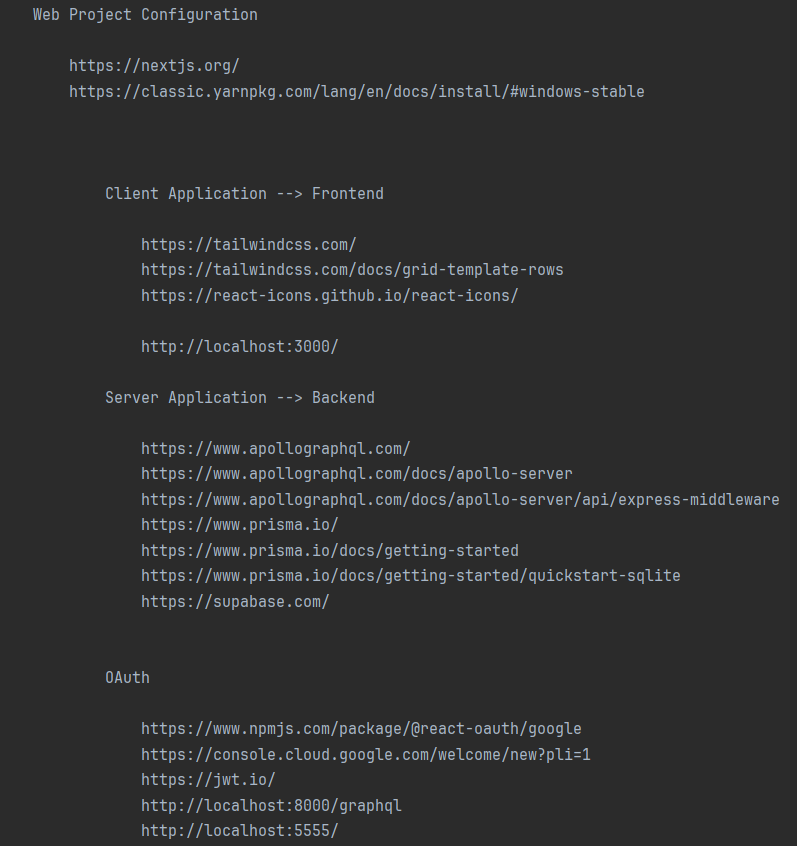 Web Project Configuration
https://nextjs.org/
https://classic.yarnpkg.com/lang/en/docs/install/#windows-stable
Client Application --> Frontend
https://tailwindcss.com/
https://tailwindcss.com/docs/grid-template-rows
https://react-icons.github.io/react-icons/
http://localhost:3000/
Server Application --> Backend
https://www.apollographql.com/
https://www.apollographql.com/docs/apollo-server
https://www.apollographql.com/docs/apollo-server/api/express-middleware
https://www.prisma.io/
https://www.prisma.io/docs/getting-started
https://www.prisma.io/docs/getting-started/quickstart-sqlite
https://supabase.com/
OAuth
https://www.npmjs.com/package/@react-oauth/google
https://console.cloud.google.com/welcome/new?pli=1
https://jwt.io/
http://localhost:8000/graphql
http://localhost:5555/